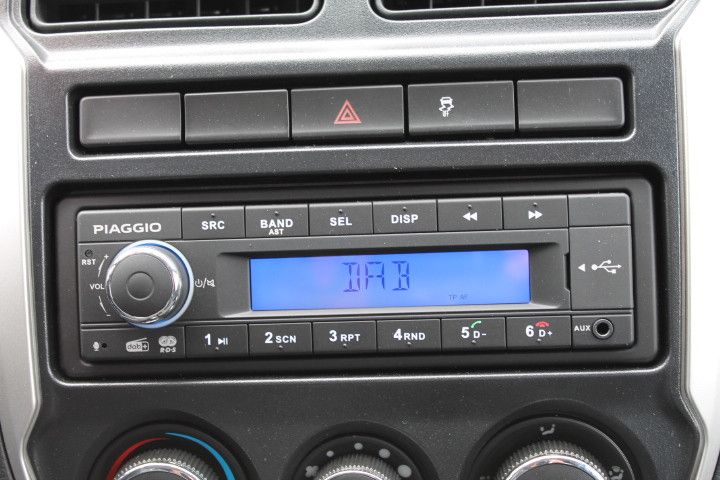 OFF
PIAGGIO SRC BAND AST SEL DISP
RST
VOL
- +
DAB
TP AF
1 2 SCN 3 RPT 4 RND 5 D- 6 D+ AUX
dab+ R·D·S